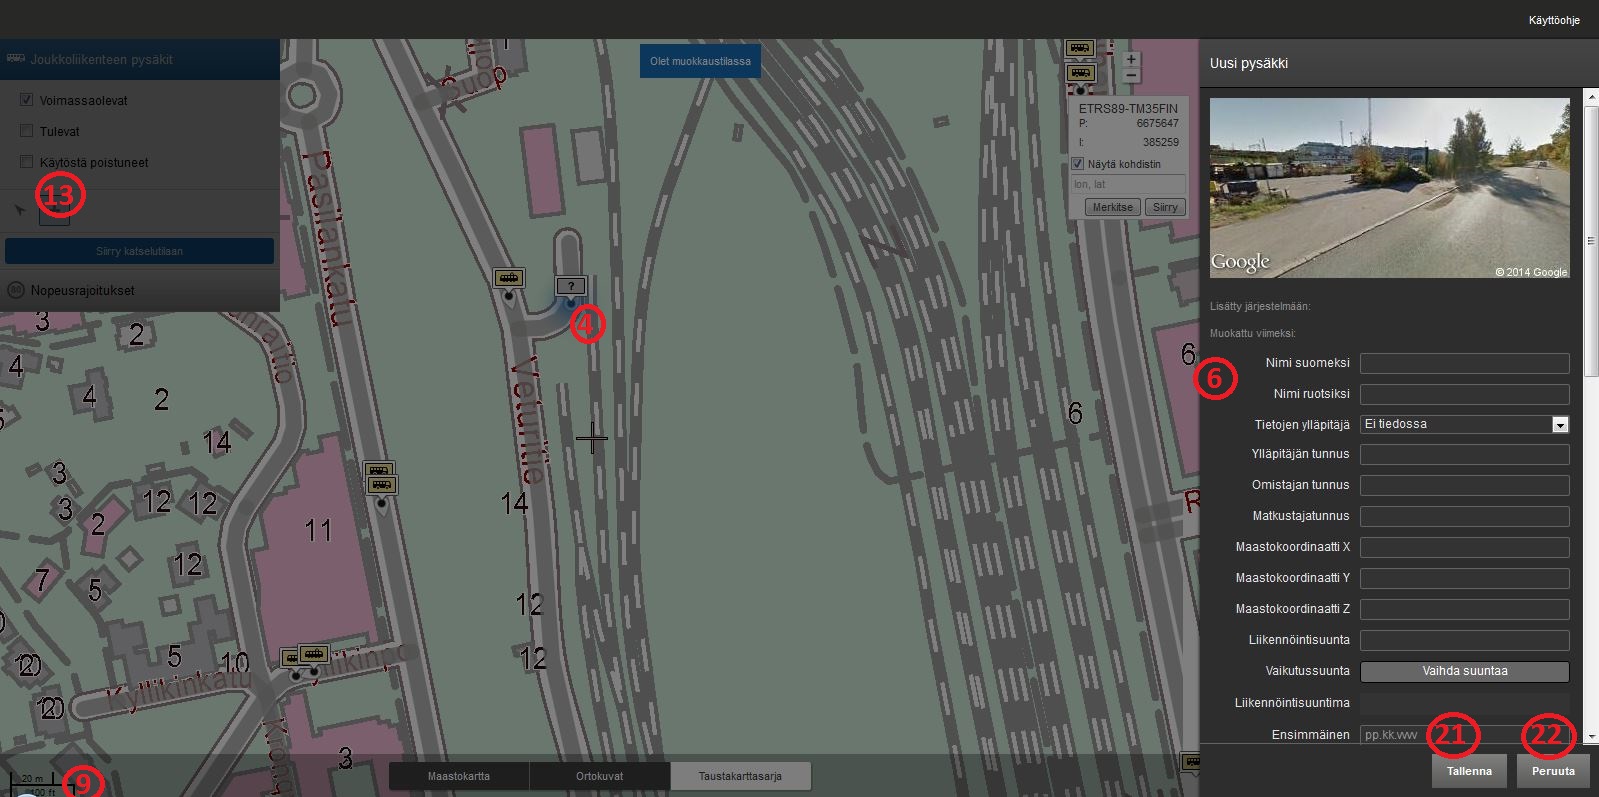 Käyttöohje
Joukkoliikenteen pysäkit
Voimassaolevat
Tulevat
Käytöstä poistuneet
13
Siirry katselutilaan
80
Nopeusrajoitukset
Olet muokkaustilassa
+
−
ETRS89-TM35FIN
P: 6675647
I: 385259
Näytä kohdistin
lon, lat
Merkitse
Siirry
Pasilankatu
?
4
Veturitie
3
2
4
4
2
14
3
3
12
12
2
11
12
7
5
5
10
20
20
14
12
12
6
6
R
Kyllikinkatu
3
20 m
100 ft
9
Maastokartta
Ortokuvat
Taustakarttasarja
Uusi pysäkki
Google
© 2014 Google
Lisätty järjestelmään:
Muokattu viimeksi:
6
Nimi suomeksi
Nimi ruotsiksi
Tietojen ylläpitäjä Ei tiedossa
Ylläpitäjän tunnus
Omistajan tunnus
Matkustajatunnus
Maastokoordinaatti X
Maastokoordinaatti Y
Maastokoordinaatti Z
Liikennöintisuunta
Vaikutussuunta Vaihda suuntaa
Liikennöintisuuntima
Ensimmäinen pp.kk.vvvv
21
22
Tallenna
Peruuta